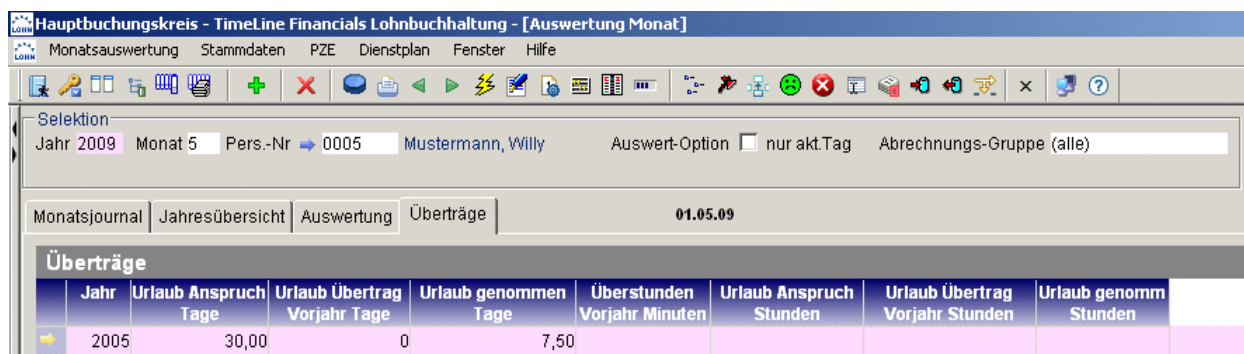 Hauptbuchungskreis - TimeLine Financials Lohnbuchhaltung - [Auswertung Monat]
Monatsauswertung Stammdaten PZE Dienstplan Fenster Hilfe
Selektion
Jahr 2009 Monat 5 Pers.-Nr 0005 Mustermann, Willy Auswert-Option nur akt.Tag Abrechnungs-Gruppe (alle)
Monatsjournal Jahresübersicht Auswertung Überträge 01.05.09
Überträge
Jahr Urlaub Anspruch Urlaub Übertrag Urlaub genommen Überstunden Urlaub Anspruch Urlaub Übertrag Urlaub genomm
Tage Vorjahr Tage Tage Vorjahr Minuten Stunden Vorjahr Stunden Stunden
2005 30,00 0 7,50